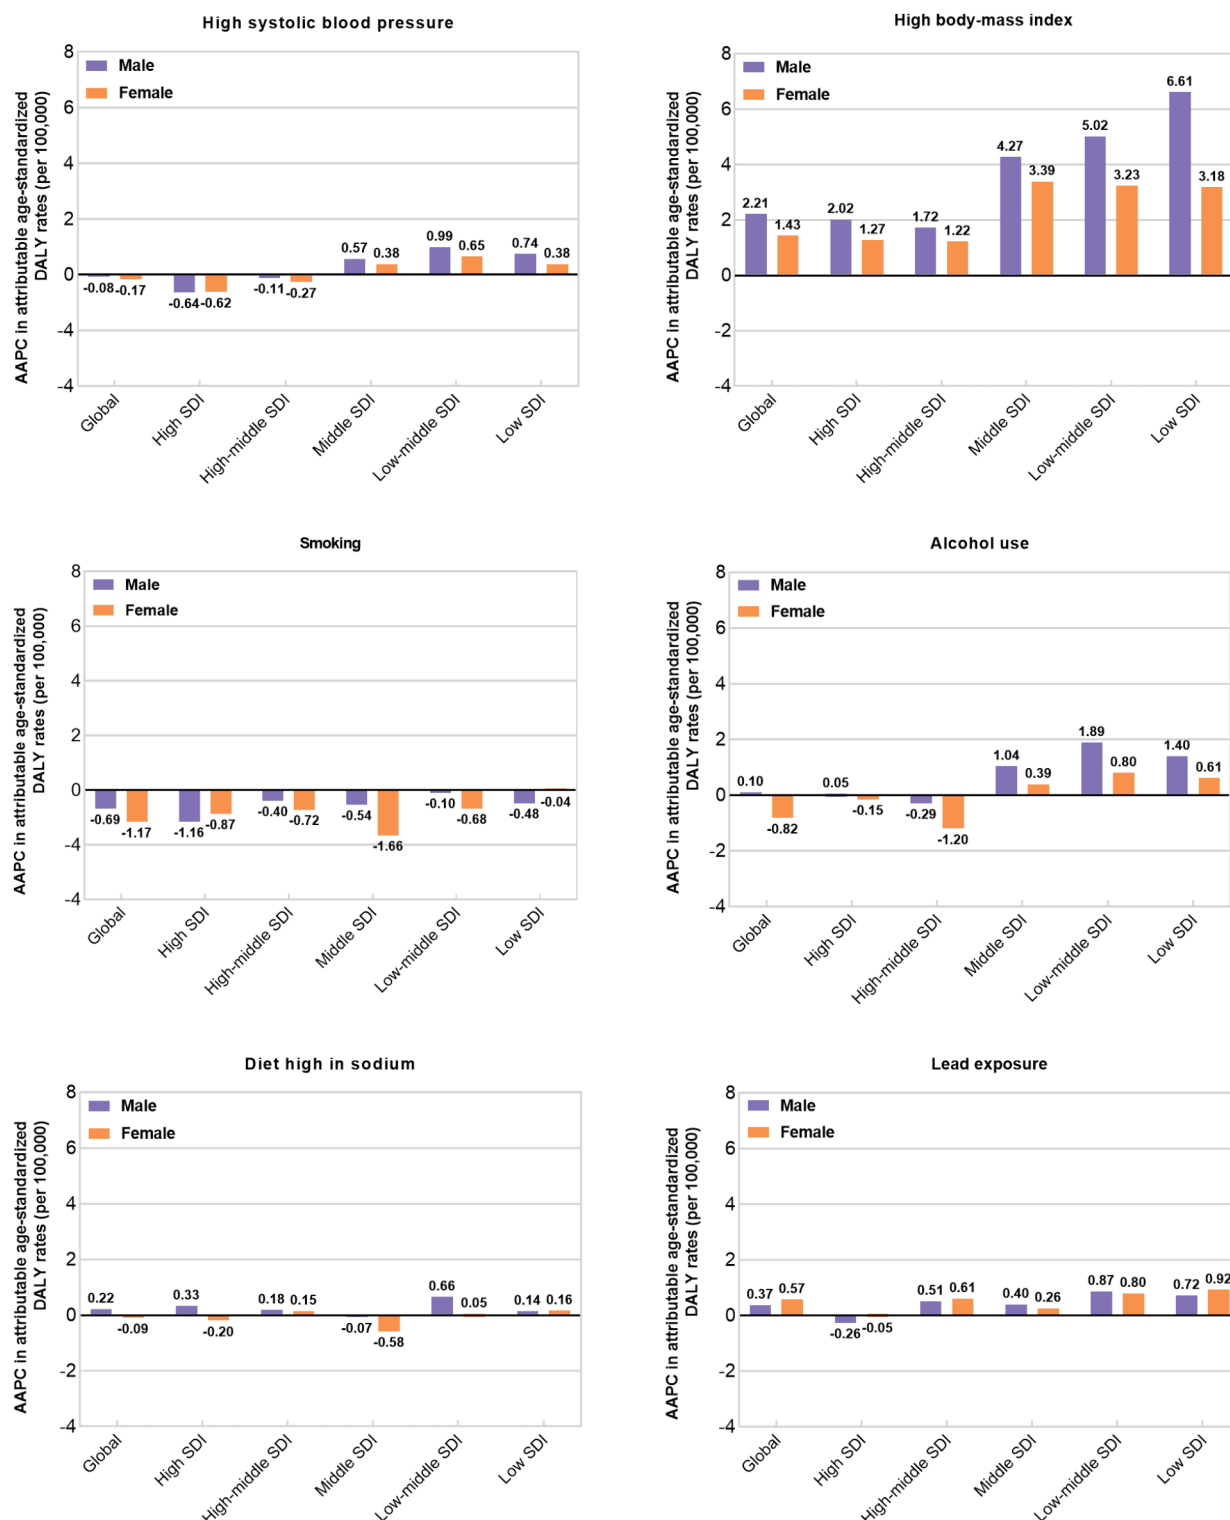 High systolic blood pressure
AAPC in attributable age-standardized
DALY rates (per 100,000)
8
6
4
2
0
-4
-4
Male
Female
-0.08
-0.17
-0.64
-0.62
-0.11
-0.27
0.57
0.38
0.99
0.65
0.74
0.38
Global
High SDI
High-middle SDI
Middle SDI
Low-middle SDI
Low SDI
High body-mass index
AAPC in attributable age-standardized
DALY rates (per 100,000)
8
6
4
2
0
-2
-4
Male
Female
2.21
1.43
2.02
1.27
1.72
1.22
4.27
3.39
5.02
3.23
6.61
3.18
Global
High SDI
High-middle SDI
Middle SDI
Low-middle SDI
Low SDI
Smoking
AAPC in attributable age-standardized
DALY rates (per 100,000)
8
6
4
2
0
-4
-4
Male
Female
-0.69
-1.17
-1.16
-0.87
-0.40
-0.72
-0.54
-1.66
-0.10
-0.68
-0.48
-0.04
Global
High SDI
High-middle SDI
Middle SDI
Low-middle SDI
Low SDI
Alcohol use
AAPC in attributable age-standardized
DALY rates (per 100,000)
8
6
4
2
0
-2
-4
Male
Female
0.10
-0.82
0.05
-0.15
-0.29
-1.20
1.04
0.39
1.89
0.80
1.40
0.61
Global
High SDI
High-middle SDI
Middle SDI
Low-middle SDI
Low SDI
Diet high in sodium
AAPC in attributable age-standardized
DALY rates (per 100,000)
8
6
4
2
0
-2
-4
Male
Female
0.22
-0.09
0.33
-0.20
0.18
0.15
-0.07
-0.58
0.66
0.05
0.14
0.16
Global
High SDI
High-middle SDI
Middle SDI
Low-middle SDI
Low SDI
Lead exposure
AAPC in attributable age-standardized
DALY rates (per 100,000)
8
6
4
2
0
-2
-4
Male
Female
0.37
0.57
-0.26
-0.05
0.51
0.61
0.40
0.26
0.87
0.80
0.72
0.92
Global
High SDI
High-middle SDI
Middle SDI
Low-middle SDI
Low SDI